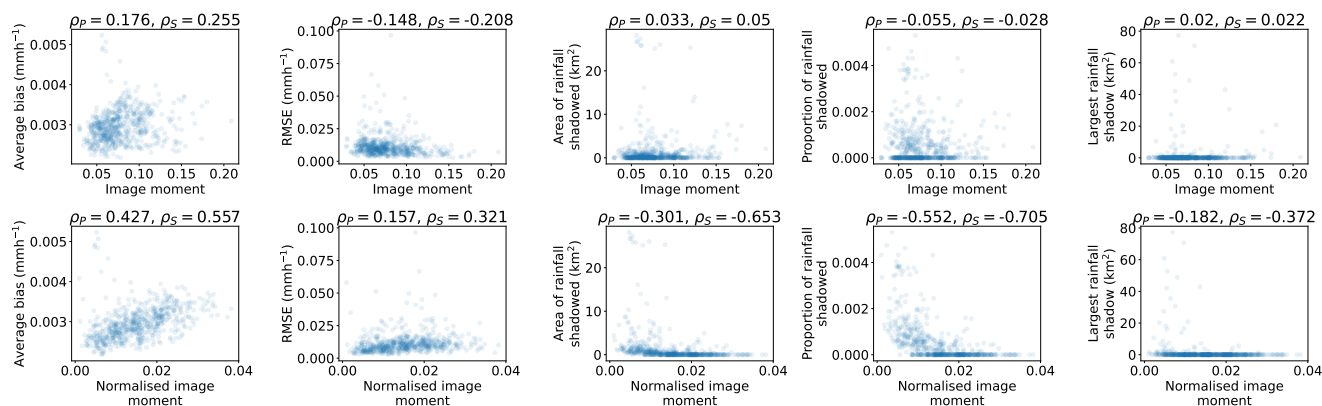 ρP = 0.176, ρS = 0.255
Average bias (mmh⁻¹)
0.005
0.004
0.003
0.05 0.10 0.15 0.20
Image moment
ρP = -0.148, ρS = -0.208
RMSE (mmh⁻¹)
0.100
0.075
0.050
0.025
0.000
0.05 0.10 0.15 0.20
Image moment
ρP = 0.033, ρS = 0.05
Area of rainfall
shadowed (km²)
20
10
0
0.05 0.10 0.15 0.20
Image moment
ρP = -0.055, ρS = -0.028
Proportion of rainfall
shadowed
0.004
0.002
0.000
0.05 0.10 0.15 0.20
Image moment
ρP = 0.02, ρS = 0.022
Largest rainfall
shadow (km²)
80
60
40
20
0
0.05 0.10 0.15 0.20
Image moment
ρP = 0.427, ρS = 0.557
Average bias (mmh⁻¹)
0.005
0.004
0.003
0.00 0.02 0.04
Normalised image
moment
ρP = 0.157, ρS = 0.321
RMSE (mmh⁻¹)
0.100
0.075
0.050
0.025
0.000
0.00 0.02 0.04
Normalised image
moment
ρP = -0.301, ρS = -0.653
Area of rainfall
shadowed (km²)
20
10
0
0.00 0.02 0.04
Normalised image
moment
ρP = -0.552, ρS = -0.705
Proportion of rainfall
shadowed
0.004
0.002
0.000
0.00 0.02 0.04
Normalised image
moment
ρP = -0.182, ρS = -0.372
Largest rainfall
shadow (km²)
80
60
40
20
0
0.00 0.02 0.04
Normalised image
moment